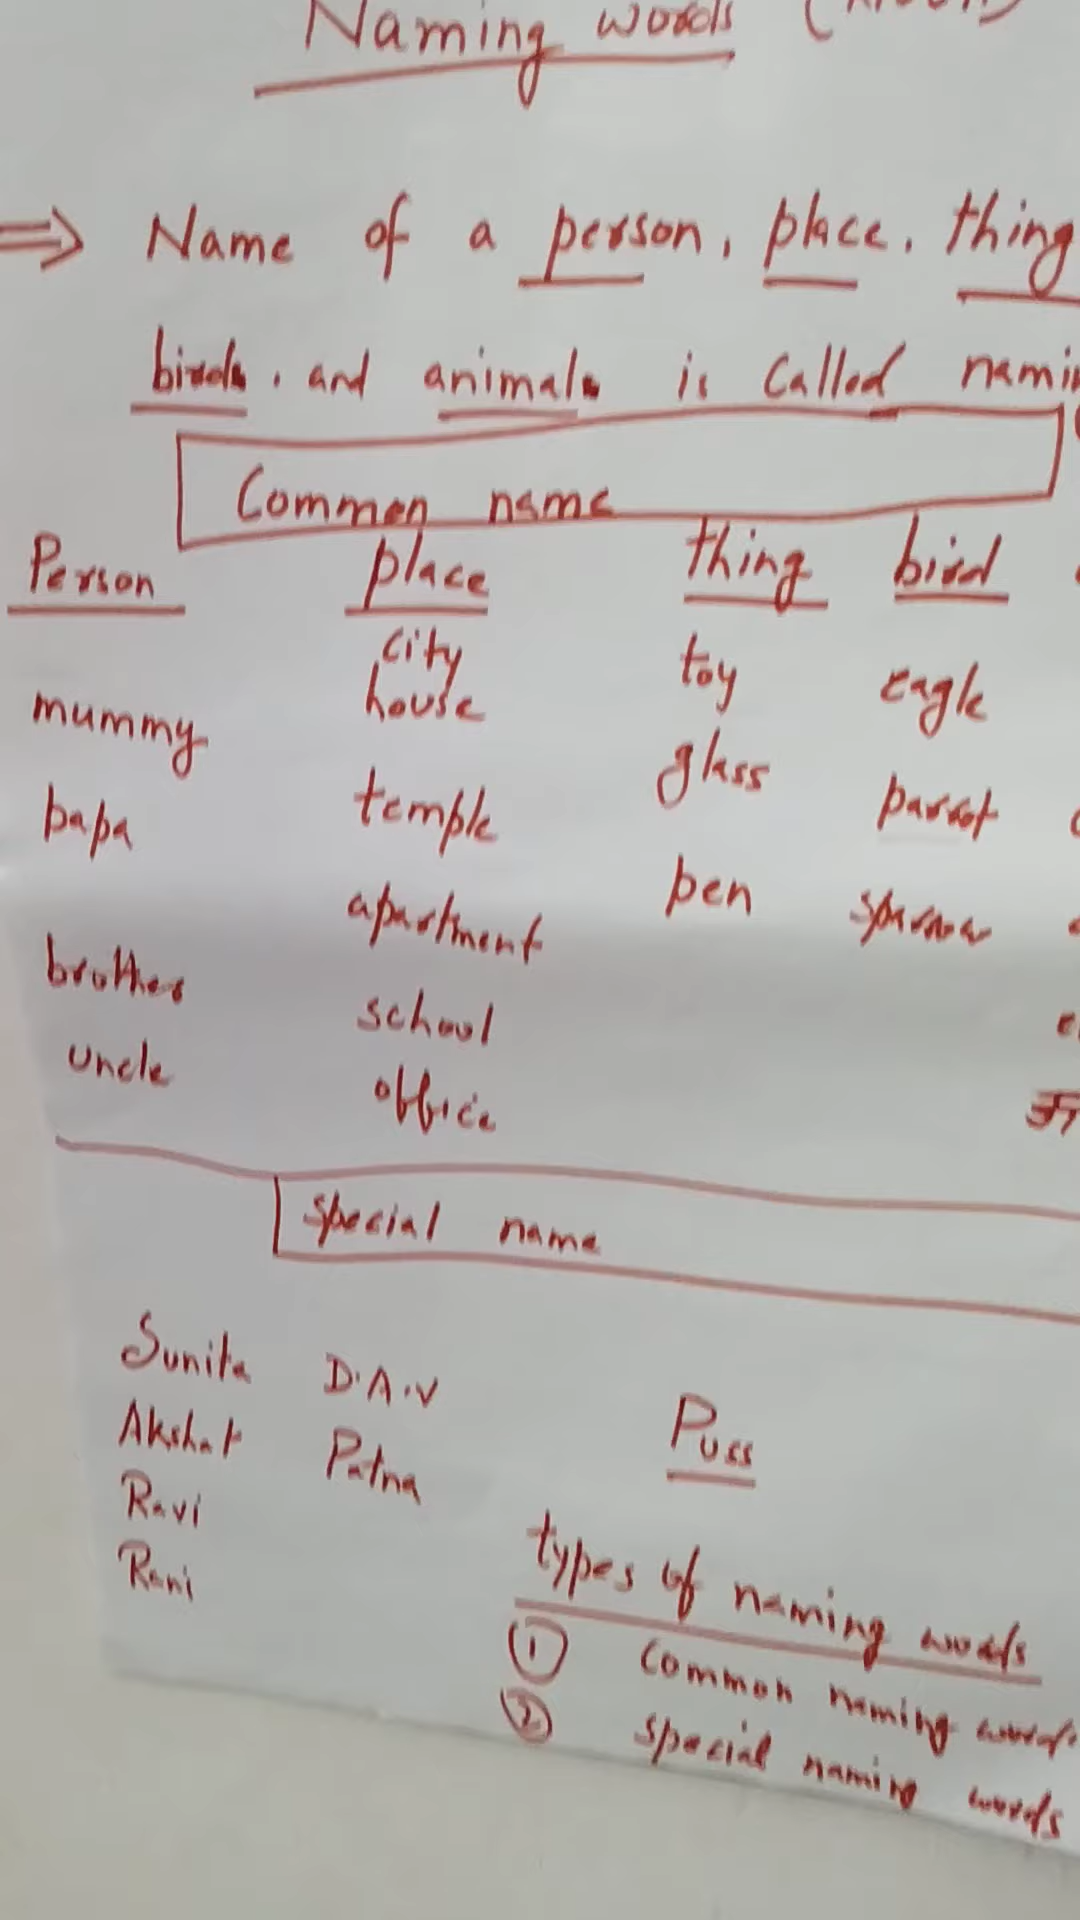 Naming words
⇒ Name of a person, place, thing
birds, and animals is called
Common name
Person place thing bird
mummy city toy eagle
papa house glass parrot
brother temple pen sparrow
uncle apartment
school
office
special name
Sunita D.A.V Puss
Akshat Patna
Ravi
Rani
types of naming words
① common naming words
② special naming words